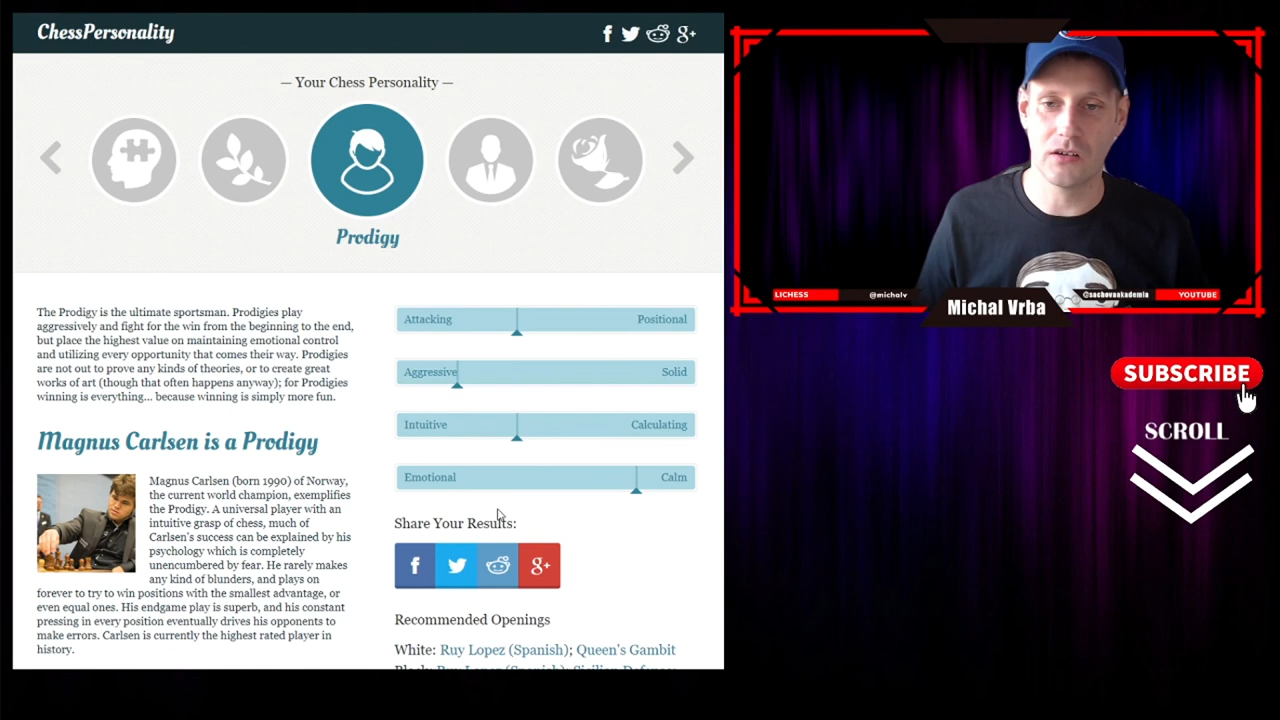 ChessPersonality
— Your Chess Personality —
Prodigy
The Prodigy is the ultimate sportsman. Prodigies play
aggressively and fight for the win from the beginning to the end,
but place the highest value on maintaining emotional control
and utilizing every opportunity that comes their way. Prodigies
are not out to prove any kinds of theories, or to create great
works of art (though that often happens anyway); for Prodigies
winning is everything... because winning is simply more fun.
Magnus Carlsen is a Prodigy
Magnus Carlsen (born 1990) of Norway,
the current world champion, exemplifies
the Prodigy. A universal player with an
intuitive grasp of chess, much of
Carlsen's success can be explained by his
psychology which is completely
unencumbered by fear. He rarely makes
any kind of blunders, and plays on
forever to try to win positions with the smallest advantage, or
even equal ones. His endgame play is superb, and his constant
pressing in every position eventually drives his opponents to
make errors. Carlsen is currently the highest rated player in
history.
Attacking Positional
Aggressive Solid
Intuitive Calculating
Emotional Calm
Share Your Results:
Recommended Openings
White: Ruy Lopez (Spanish); Queen's Gambit
Black: Ruy Lopez (Spanish); Sicilian Defense
LICHESS @michalv @sachovaakademia YOUTUBE
Michal Vrba
SUBSCRIBE
SCROLL